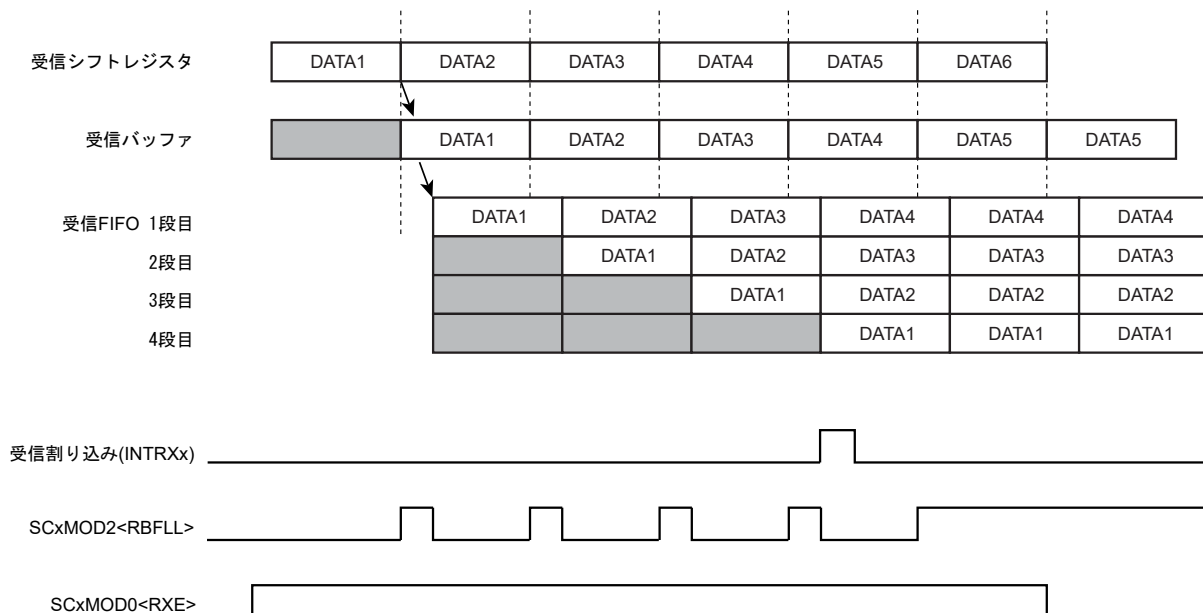 受信シフトレジスタ DATA1 DATA2 DATA3 DATA4 DATA5 DATA6
受信バッファ DATA1 DATA2 DATA3 DATA4 DATA5 DATA5
受信FIFO 1段目 DATA1 DATA2 DATA3 DATA4 DATA4 DATA4
2段目 DATA1 DATA2 DATA3 DATA3 DATA3
3段目 DATA1 DATA2 DATA2 DATA2
4段目 DATA1 DATA1 DATA1
受信割り込み(INTRXx)
SCxMOD2<RBFLL>
SCxMOD0<RXE>